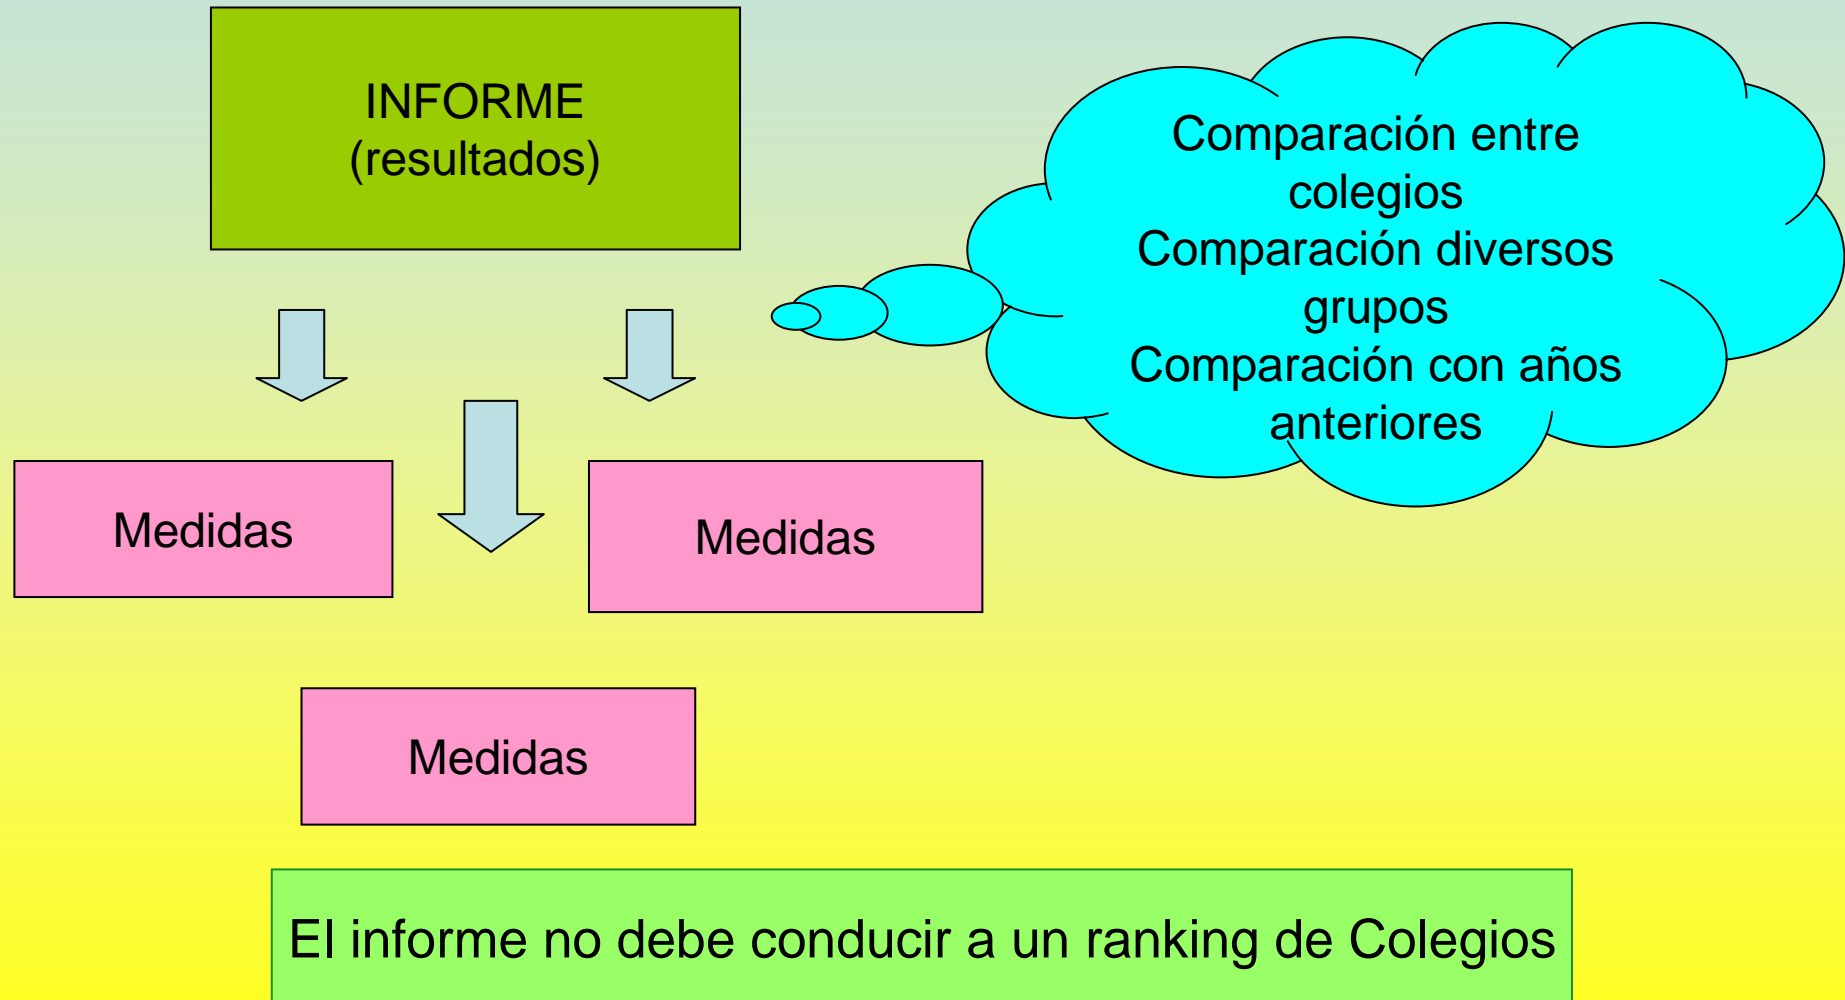 INFORME
(resultados)
Comparación entre
colegios
Comparación diversos
grupos
Comparación con años
anteriores
Medidas
Medidas
Medidas
El informe no debe conducir a un ranking de Colegios